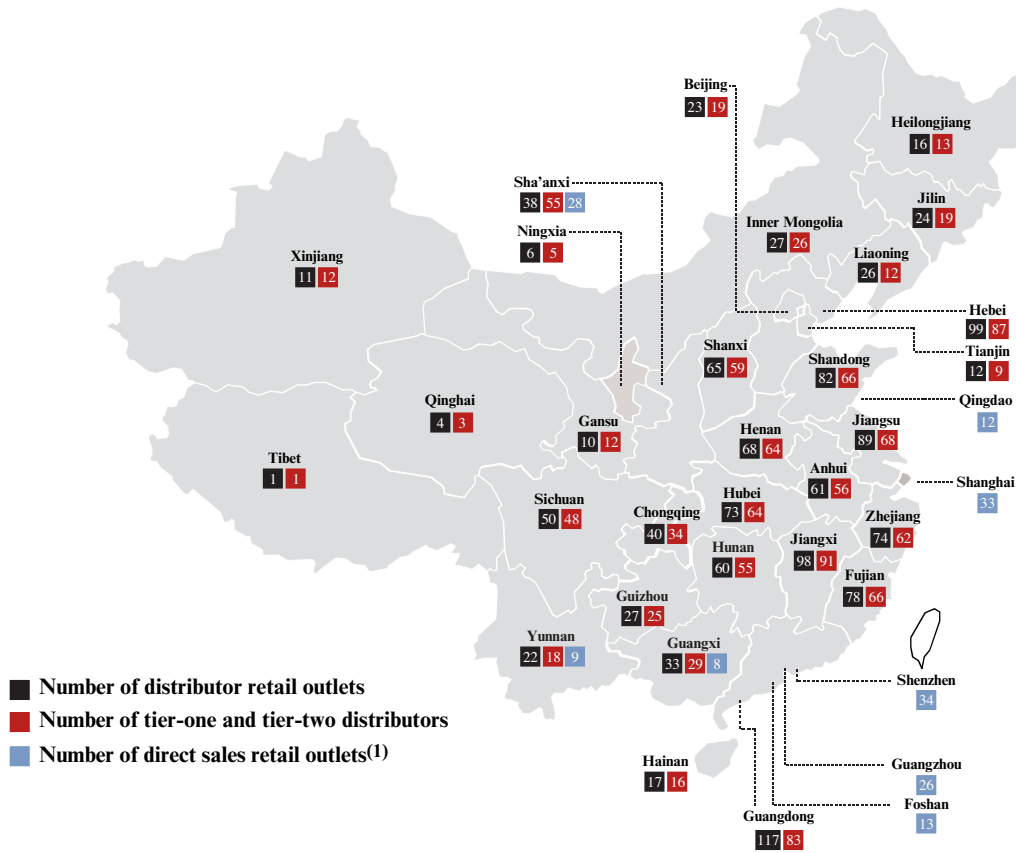 Beijing
23 19
Heilongjiang
16 13
Sha'anxi
38 55 28
Jilin
24 19
Inner Mongolia
27 26
Ningxia
6 5
Liaoning
26 12
Xinjiang
11 12
Hebei
99 87
Shanxi
65 59
Tianjin
12 9
Shandong
82 66
Qinghai
4 3
Qingdao
12
Gansu
10 12
Henan
68 64
Jiangsu
89 68
Tibet
1 1
Anhui
61 56
Shanghai
33
Sichuan
50 48
Hubei
73 64
Chongqing
40 34
Zhejiang
74 62
Jiangxi
98 91
Hunan
60 55
Fujian
78 66
Guizhou
27 25
Yunnan
22 18 9
Guangxi
33 29 8
Number of distributor retail outlets
Shenzhen
34
Number of tier-one and tier-two distributors
Number of direct sales retail outlets(1)
Hainan
17 16
Guangzhou
26
Foshan
13
Guangdong
117 83